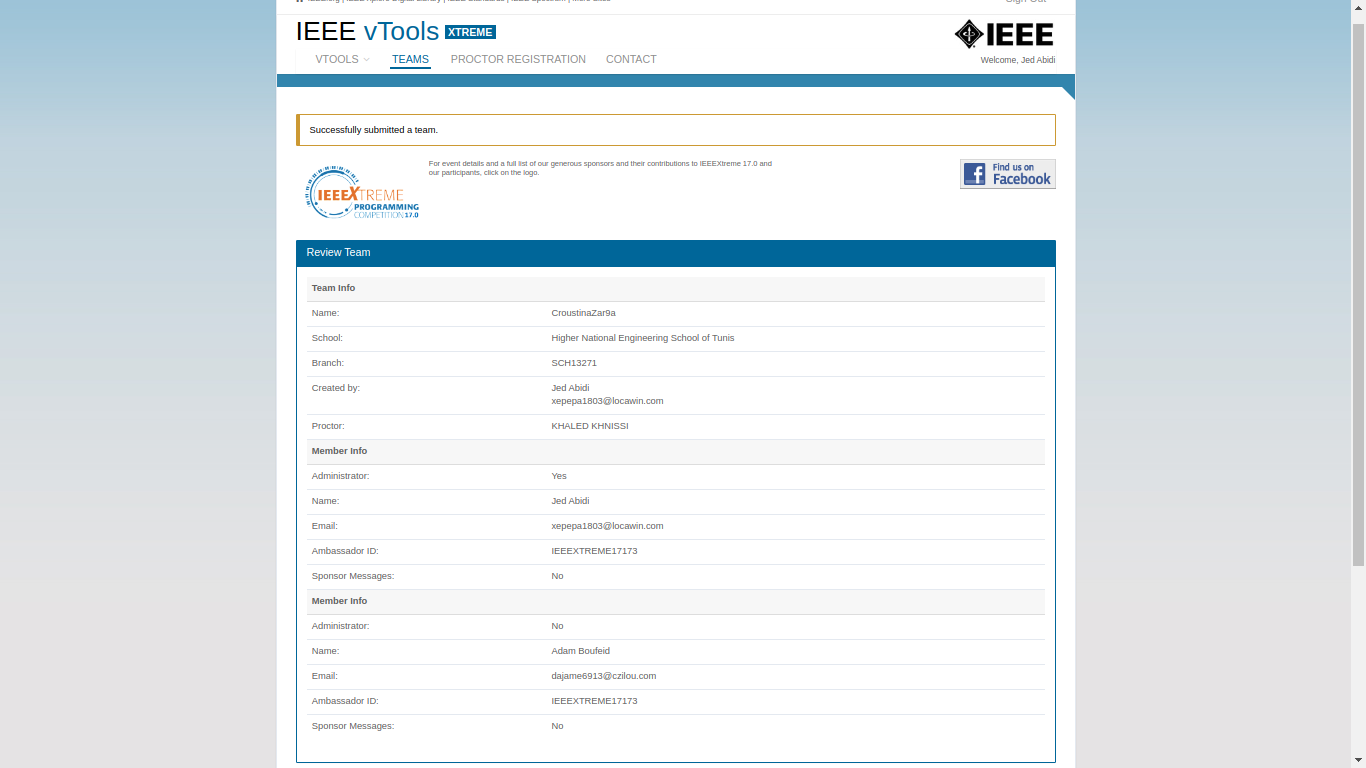 IEEE vTools XTREME
IEEE
VTOOLS TEAMS PROCTOR REGISTRATION CONTACT
Welcome, Jed Abidi
Successfully submitted a team.
IEEEXTREME
PROGRAMMING
COMPETITION 17.0
For event details and a full list of our generous sponsors and their contributions to IEEEXtreme 17.0 and
our participants, click on the logo.
Find us on
Facebook
Review Team
Team Info
Name: CroustinaZar9a
School: Higher National Engineering School of Tunis
Branch: SCH13271
Created by: Jed Abidi
xepepa1803@locawin.com
Proctor: KHALED KHNISSI
Member Info
Administrator: Yes
Name: Jed Abidi
Email: xepepa1803@locawin.com
Ambassador ID: IEEEXTREME17173
Sponsor Messages: No
Member Info
Administrator: No
Name: Adam Boufeid
Email: dajame6913@czilou.com
Ambassador ID: IEEEXTREME17173
Sponsor Messages: No